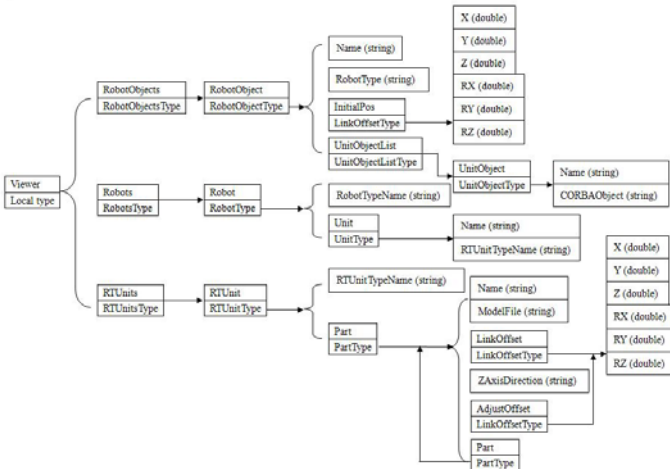 Viewer
Local type
RobotObjects
RobotObjectsType
RobotObject
RobotObjectType
Name (string)
RobotType (string)
InitialPos
LinkOffsetType
X (double)
Y (double)
Z (double)
RX (double)
RY (double)
RZ (double)
UnitObjectList
UnitObjectListType
UnitObject
UnitObjectType
Name (string)
CORBAObject (string)
Robots
RobotsType
Robot
RobotType
RobotTypeName (string)
Unit
UnitType
Name (string)
RTUnitTypeName (string)
RTUnits
RTUnitsType
RTUnit
RTUnitType
RTUnitTypeName (string)
Part
PartType
Name (string)
ModelFile (string)
LinkOffset
LinkOffsetType
ZAxisDirection (string)
AdjustOffset
LinkOffsetType
Part
PartType
X (double)
Y (double)
Z (double)
RX (double)
RY (double)
RZ (double)